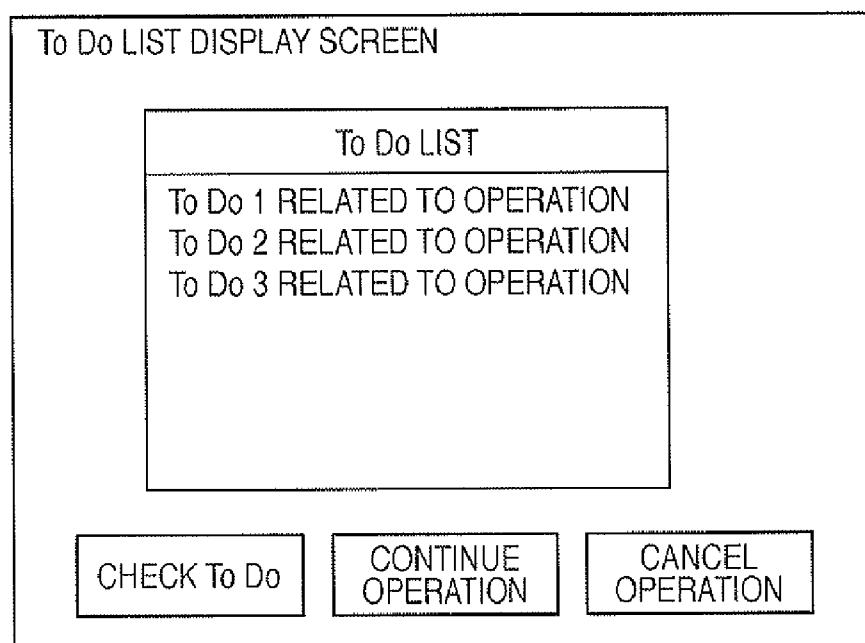 To Do LIST DISPLAY SCREEN
To Do LIST
To Do 1 RELATED TO OPERATION
To Do 2 RELATED TO OPERATION
To Do 3 RELATED TO OPERATION
CHECK To Do
CONTINUE
OPERATION
CANCEL
OPERATION